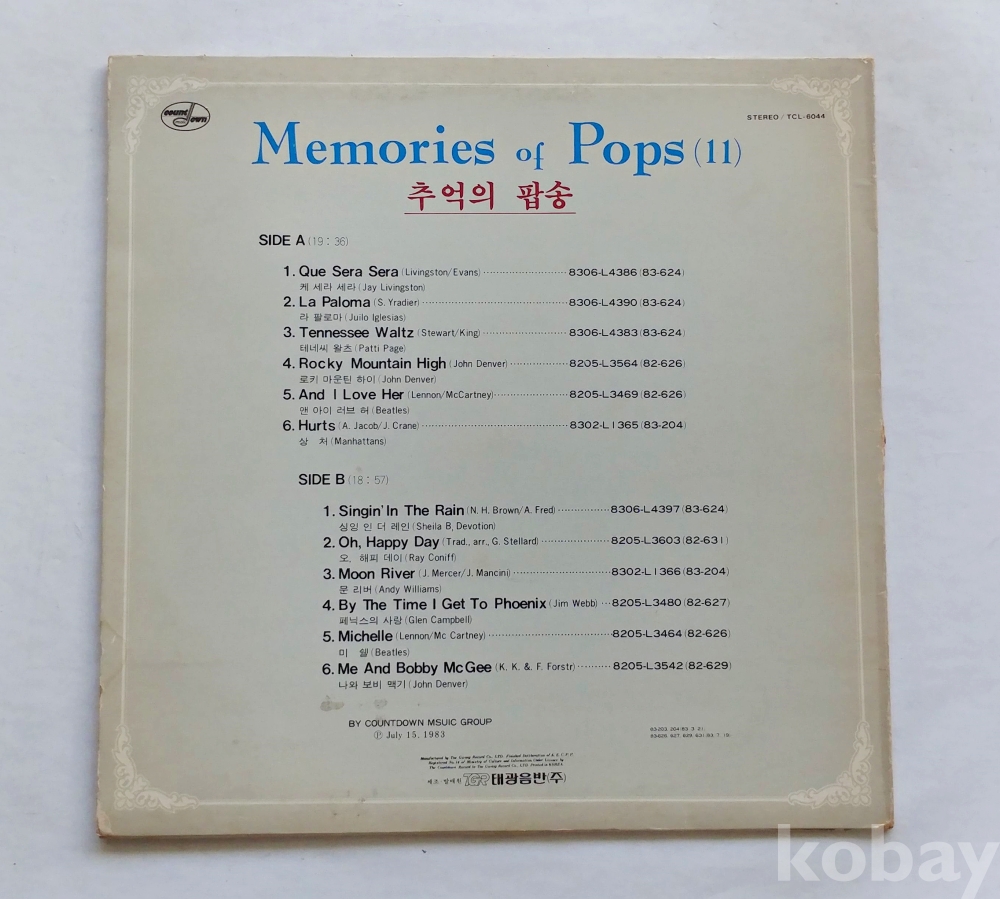 count down
STEREO / TCL-6044
Memories of Pops (11)
추억의 팝송
SIDE A (19 : 36)
1. Que Sera Sera (Livingston/Evans) ·························· 8306-L4386 (83-624)
케 세라 세라 (Jay Livingston)
2. La Paloma (S. Yradier) ·························· 8306-L4390 (83-624)
라 팔로마 (Juilo Iglesias)
3. Tennessee Waltz (Stewart/King) ·························· 8306-L4383 (83-624)
테네씨 왈츠 (Patti Page)
4. Rocky Mountain High (John Denver) ·················· 8205-L3564 (82-626)
로키 마운틴 하이 (John Denver)
5. And I Love Her (Lennon/McCartney) ·························· 8205-L3469 (82-626)
앤 아이 러브 허 (Beatles)
6. Hurts (A. Jacob/J. Crane) ·························· 8302-L1365 (83-204)
상 처 (Manhattans)
SIDE B (18 : 57)
1. Singin' In The Rain (N. H. Brown/A. Fred) ················ 8306-L4397 (83-624)
싱잉 인 더 레인 (Sheila B, Devotion)
2. Oh, Happy Day (Trad., arr., G. Stellard) ···················· 8205-L3603 (82-631)
오, 해피 데이 (Ray Coniff)
3. Moon River (J. Mercer/J. Mancini) ·························· 8302-L1366 (83-204)
문 리버 (Andy Williams)
4. By The Time I Get To Phoenix (Jim Webb) ··· 8205-L3480 (82-627)
페닉스의 사랑 (Glen Campbell)
5. Michelle (Lennon/Mc Cartney) ·························· 8205-L3464 (82-626)
미 쉘 (Beatles)
6. Me And Bobby McGee (K. K. &. F. Forstr) ·········· 8205-L3542 (82-629)
나와 보비 맥기 (John Denver)
BY COUNTDOWN MSUIC GROUP
Ⓟ July 15, 1983
제조·발매원 TGR 태광음반(주)
kobay